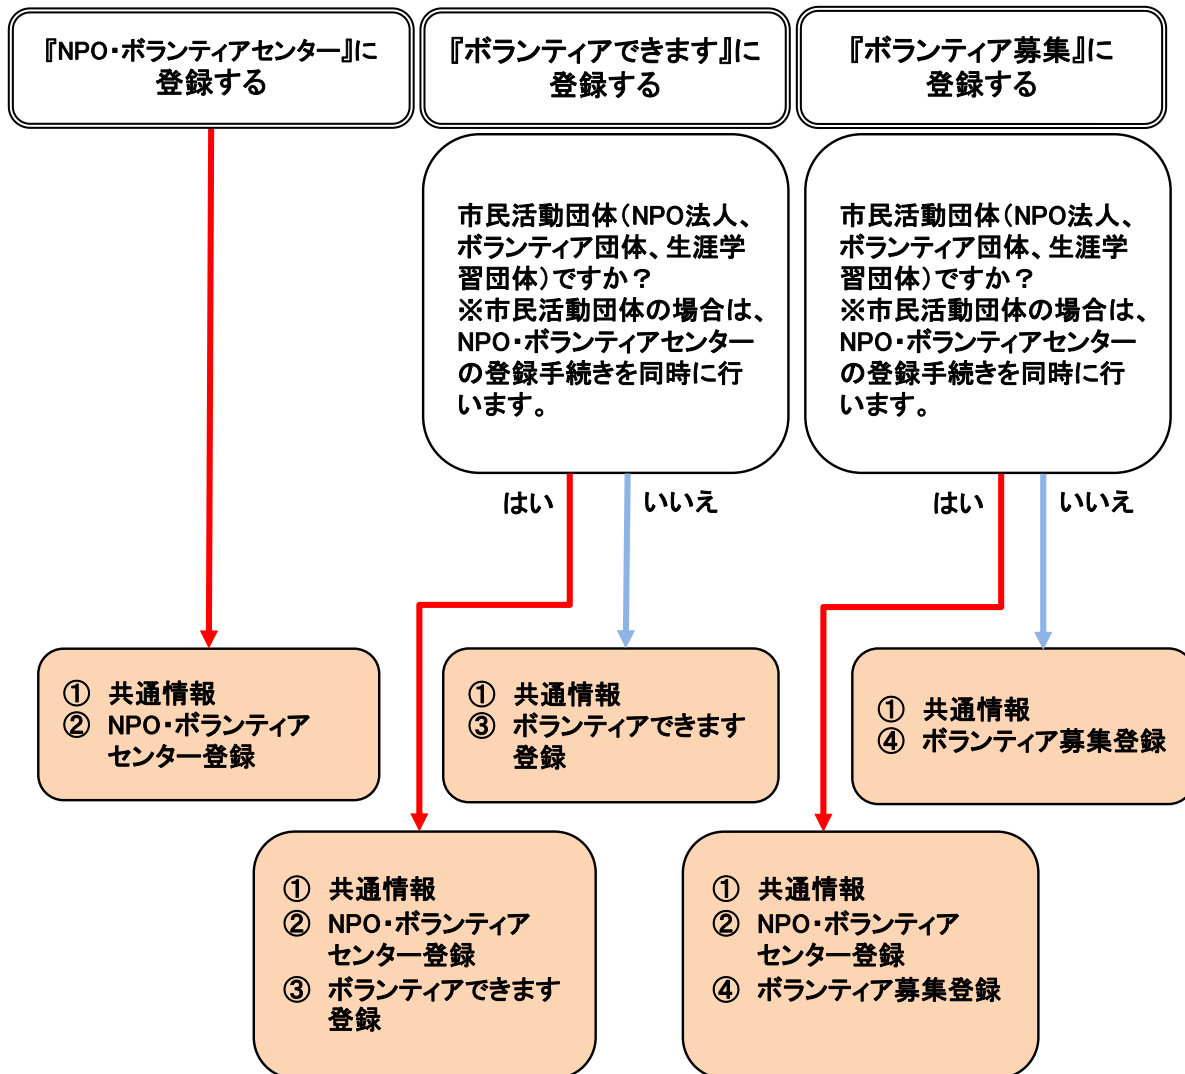 『NPO・ボランティアセンター』に
登録する
『ボランティアできます』に
登録する
『ボランティア募集』に
登録する
市民活動団体（NPO法人、
ボランティア団体、生涯学
習団体）ですか？
※市民活動団体の場合は、
NPO・ボランティアセンター
の登録手続きを同時に行
います。
市民活動団体（NPO法人、
ボランティア団体、生涯学
習団体）ですか？
※市民活動団体の場合は、
NPO・ボランティアセンター
の登録手続きを同時に行
います。
はい
いいえ
はい
いいえ
① 共通情報
② NPO・ボランティア
センター登録
① 共通情報
③ ボランティアできます
登録
① 共通情報
④ ボランティア募集登録
① 共通情報
② NPO・ボランティア
センター登録
③ ボランティアできます
登録
① 共通情報
② NPO・ボランティア
センター登録
④ ボランティア募集登録